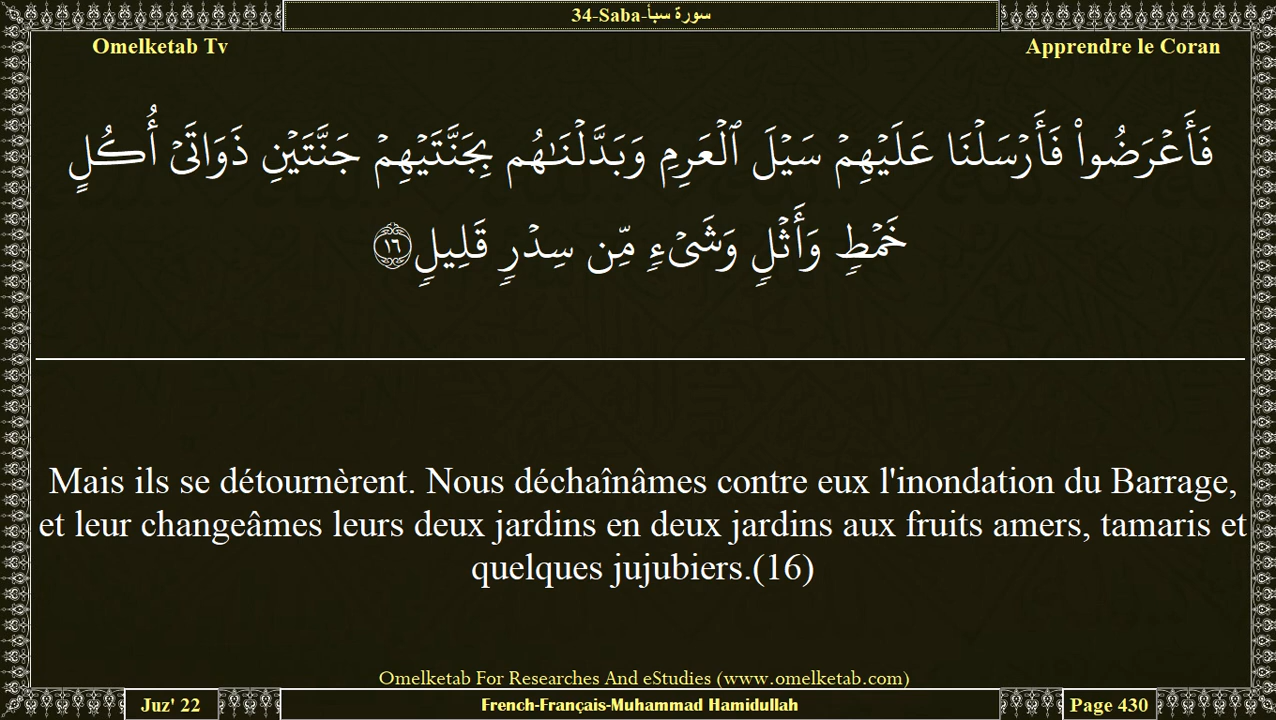 34-Saba-سورة سبأ
Omelketab Tv
Apprendre le Coran
فَأَعۡرَضُواْ فَأَرۡسَلۡنَا عَلَيۡهِمۡ سَيۡلَ ٱلۡعَرِمِ وَبَدَّلۡنَٰهُم بِجَنَّتَيۡهِمۡ جَنَّتَيۡنِ ذَوَاتَيۡ أُكُلٍ
خَمۡطٖ وَأَثۡلٖ وَشَيۡءٖ مِّن سِدۡرٖ قَلِيلٖ ١٦
Mais ils se détournèrent. Nous déchaînâmes contre eux l'inondation du Barrage,
et leur changeâmes leurs deux jardins en deux jardins aux fruits amers, tamaris et
quelques jujubiers.(16)
Omelketab For Researches And eStudies (www.omelketab.com)
Juz' 22
French-Français-Muhammad Hamidullah
Page 430